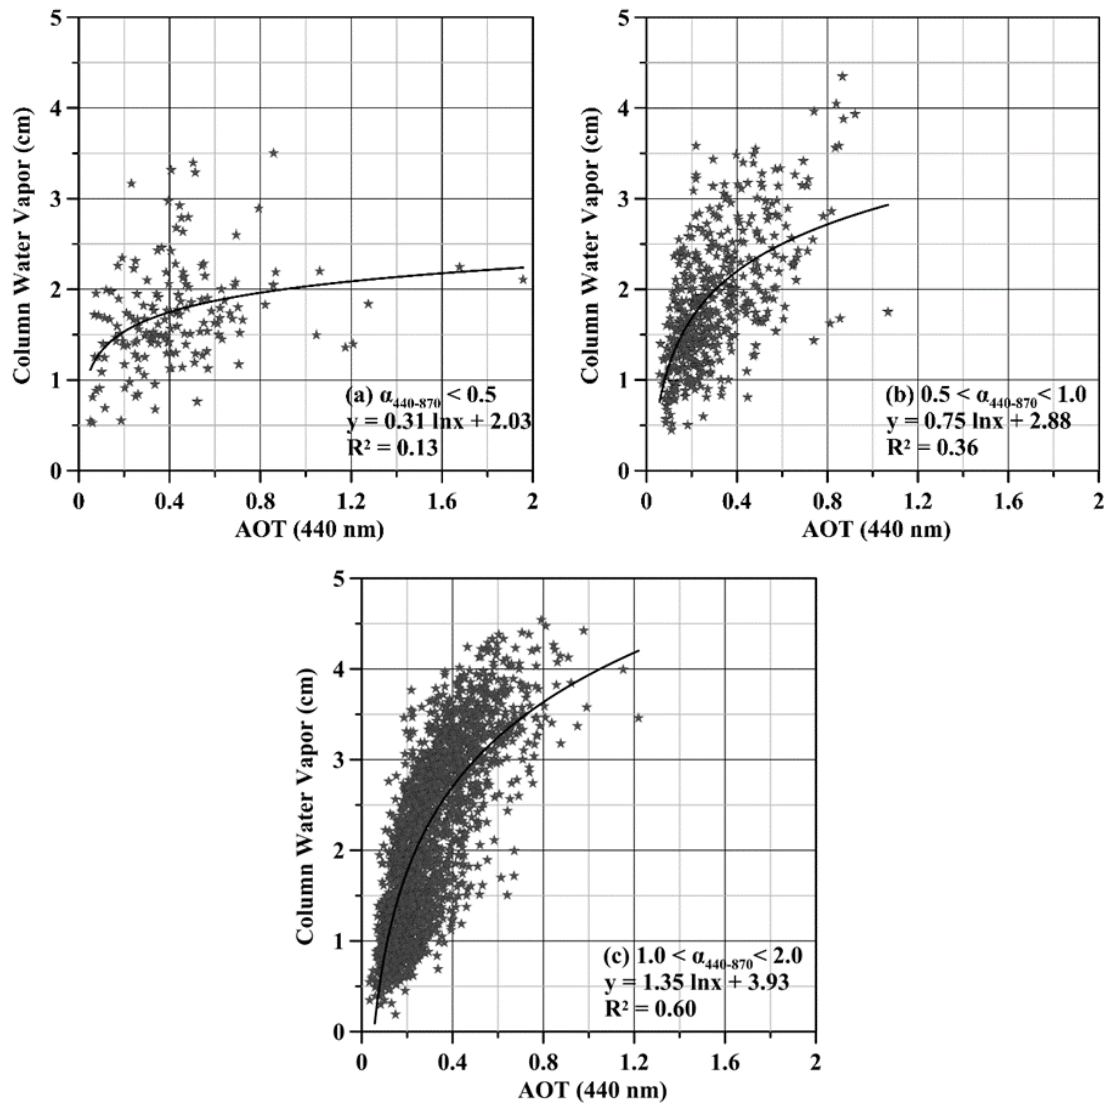 5
4
3
2
1
0
Column Water Vapor (cm)
(a) α440-870 < 0.5
y = 0.31 lnx + 2.03
R² = 0.13
0 0.4 0.8 1.2 1.6 2
AOT (440 nm)
5
4
3
2
1
0
Column Water Vapor (cm)
(b) 0.5 < α440-870< 1.0
y = 0.75 lnx + 2.88
R² = 0.36
0 0.4 0.8 1.2 1.6 2
AOT (440 nm)
5
4
3
2
1
0
Column Water Vapor (cm)
(c) 1.0 < α440-870< 2.0
y = 1.35 lnx + 3.93
R² = 0.60
0 0.4 0.8 1.2 1.6 2
AOT (440 nm)